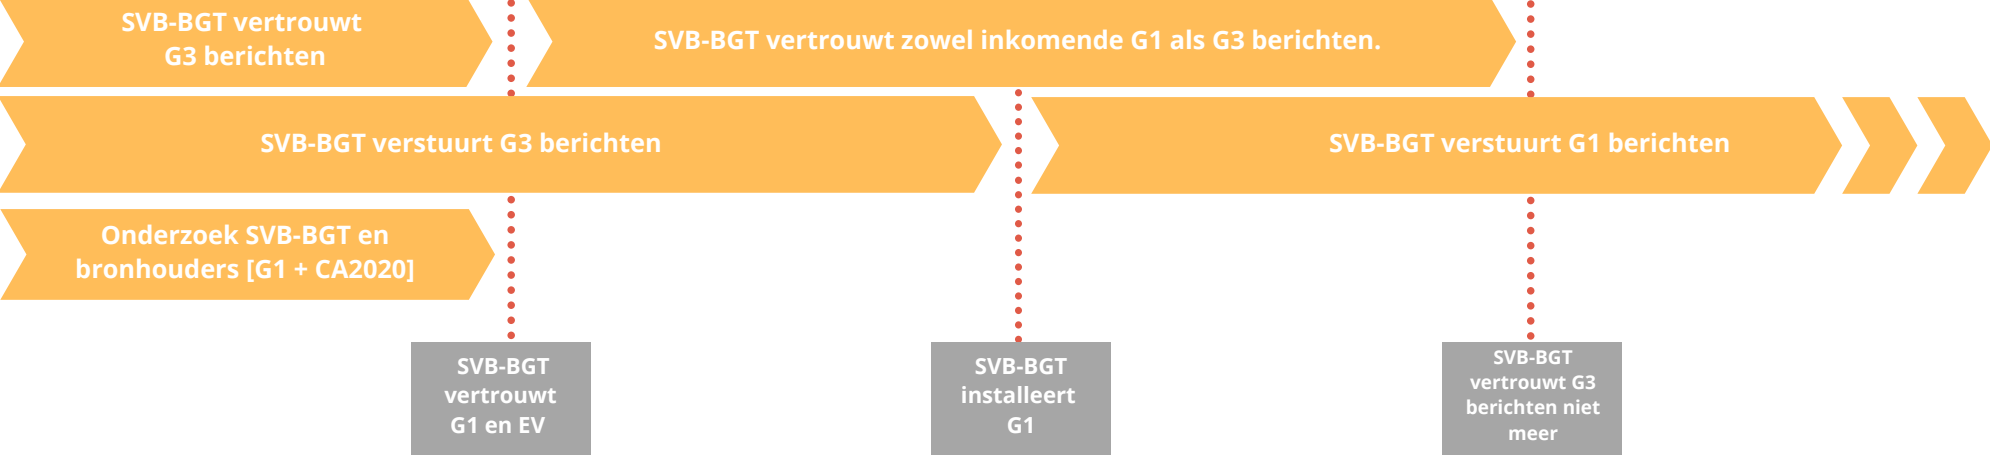 SVB-BGT vertrouwt
G3 berichten
SVB-BGT vertrouwt zowel inkomende G1 als G3 berichten.
SVB-BGT verstuurt G3 berichten
SVB-BGT verstuurt G1 berichten
Onderzoek SVB-BGT en
bronhouders [G1 + CA2020]
SVB-BGT
vertrouwt
G1 en EV
SVB-BGT
installeert
G1
SVB-BGT
vertrouwt G3
berichten niet
meer